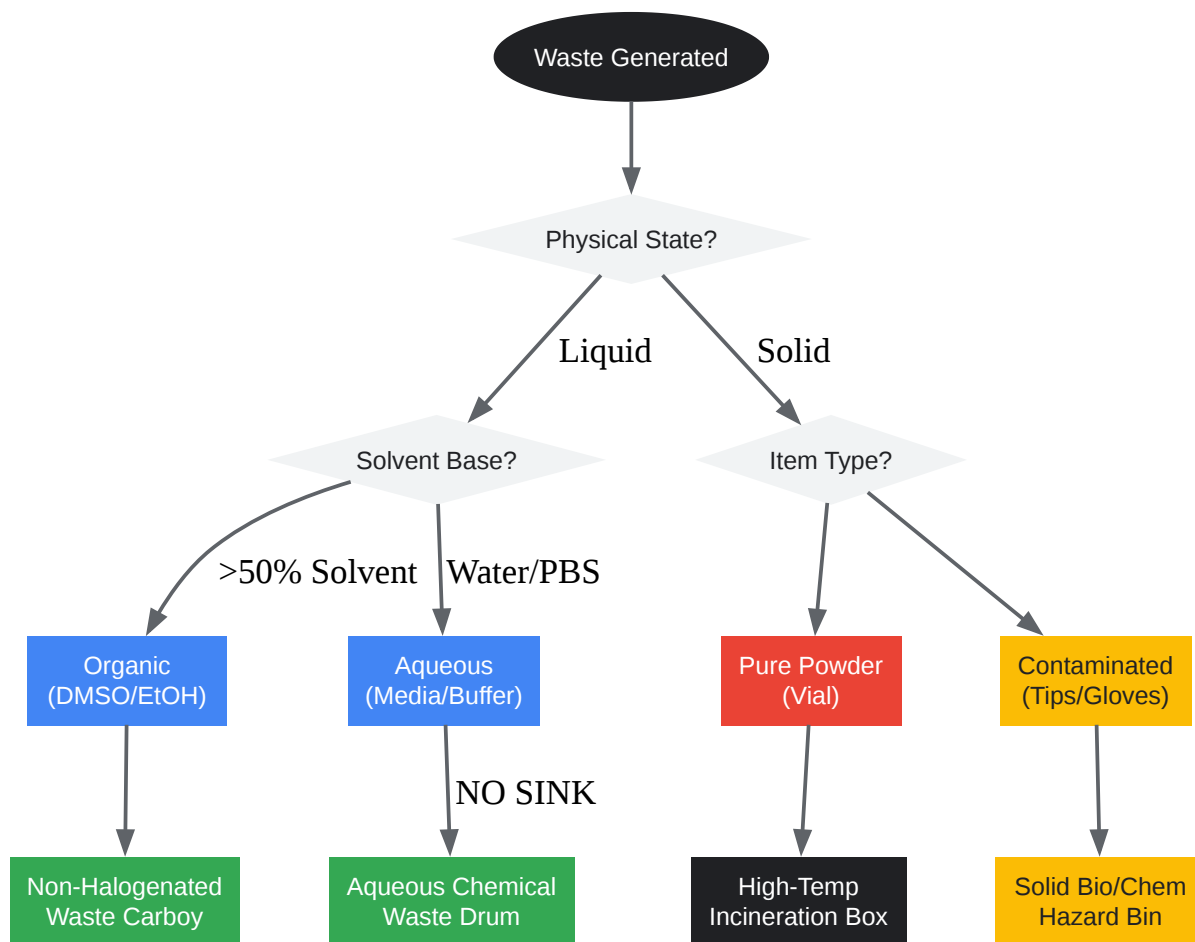 Waste Generated
Physical State?
Liquid
Solid
Solvent Base?
Item Type?
>50% Solvent
Water/PBS
Organic
(DMSO/EtOH)
Aqueous
(Media/Buffer)
Pure Powder
(Vial)
Contaminated
(Tips/Gloves)
NO SINK
Non-Halogenated
Waste Carboy
Aqueous Chemical
Waste Drum
High-Temp
Incineration Box
Solid Bio/Chem
Hazard Bin